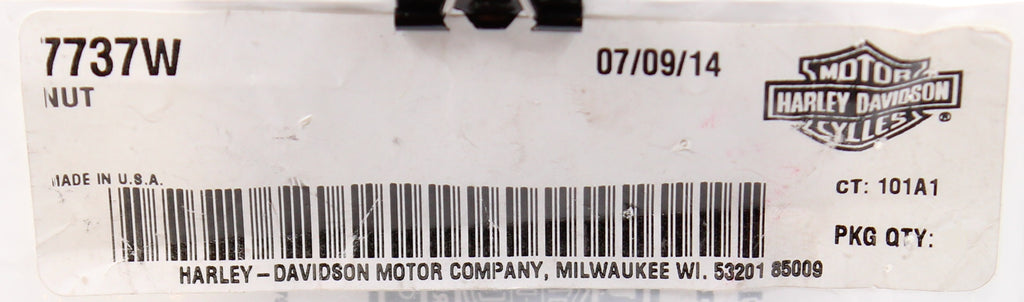 7737W
NUT
07/09/14
MOTOR
HARLEY DAVIDSON
CYLLES
®
MADE IN U.S.A.
CT: 101A1
PKG QTY:
HARLEY-DAVIDSON MOTOR COMPANY, MILWAUKEE WI. 53201 85009